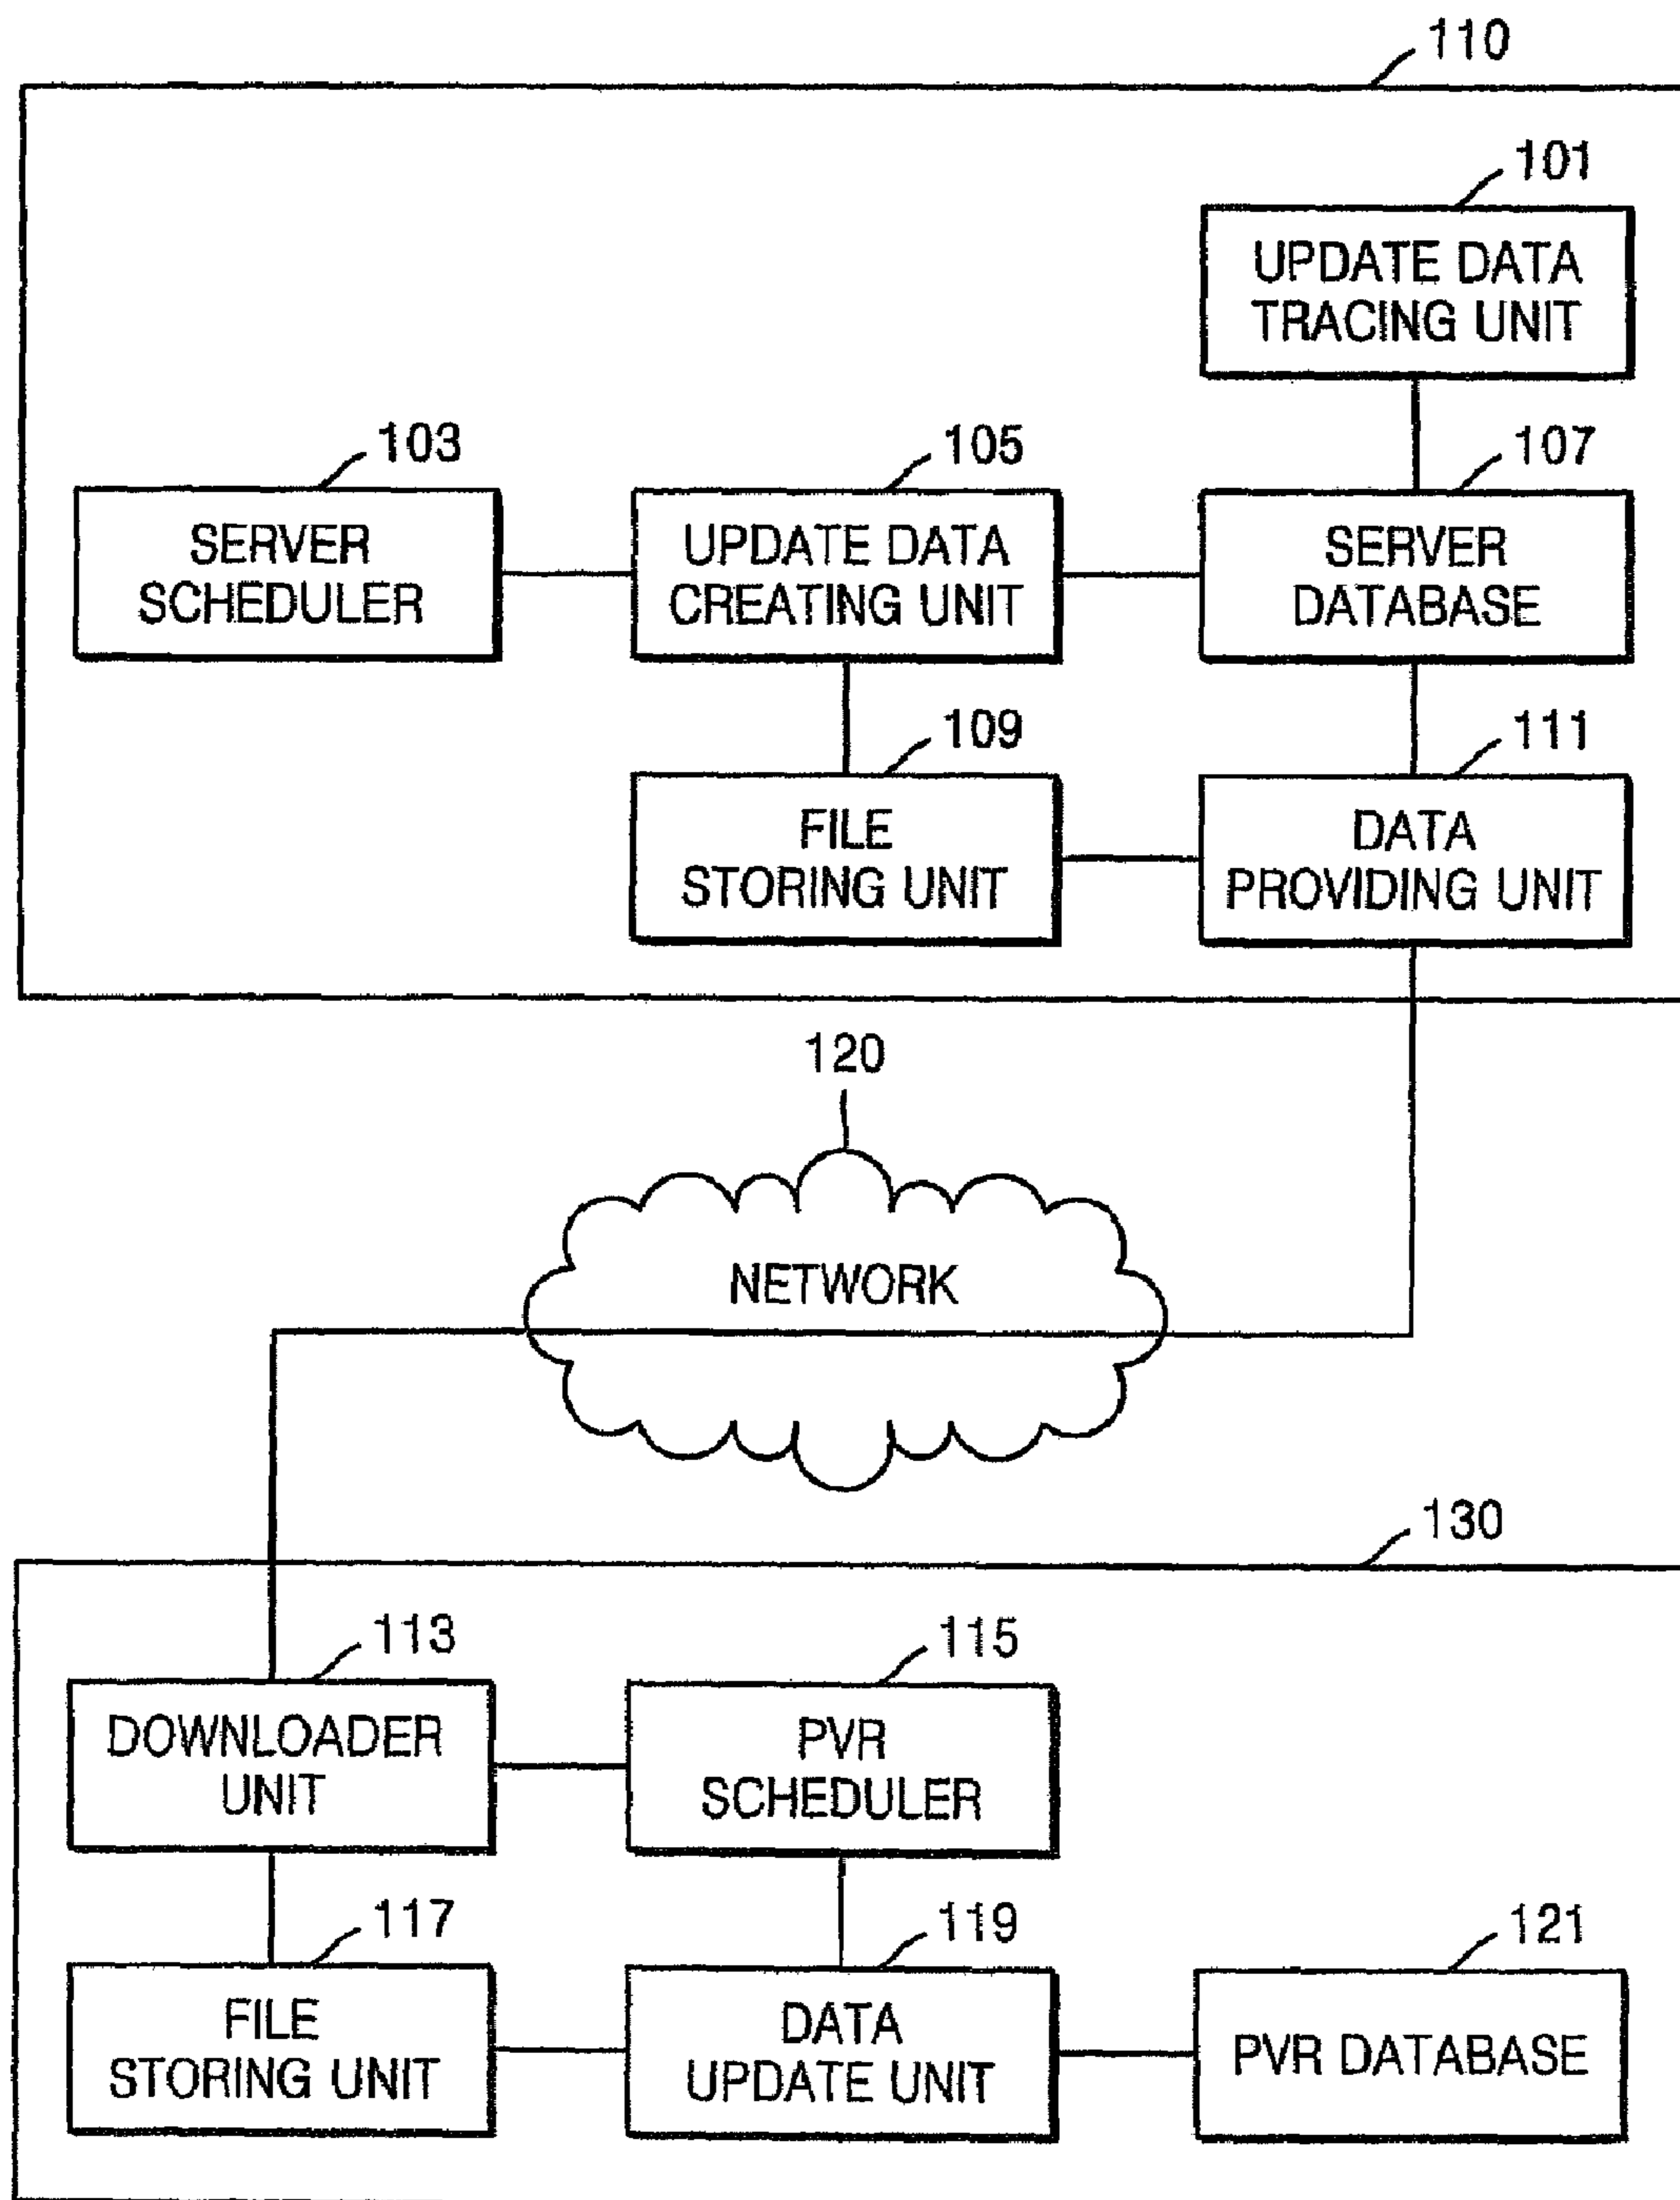 110
101
UPDATE DATA
TRACING UNIT
103
105
107
SERVER
SCHEDULER
UPDATE DATA
CREATING UNIT
SERVER
DATABASE
109
111
FILE
STORING UNIT
DATA
PROVIDING UNIT
120
NETWORK
130
113
115
DOWNLOADER
UNIT
PVR
SCHEDULER
117
119
121
FILE
STORING UNIT
DATA
UPDATE UNIT
PVR DATABASE